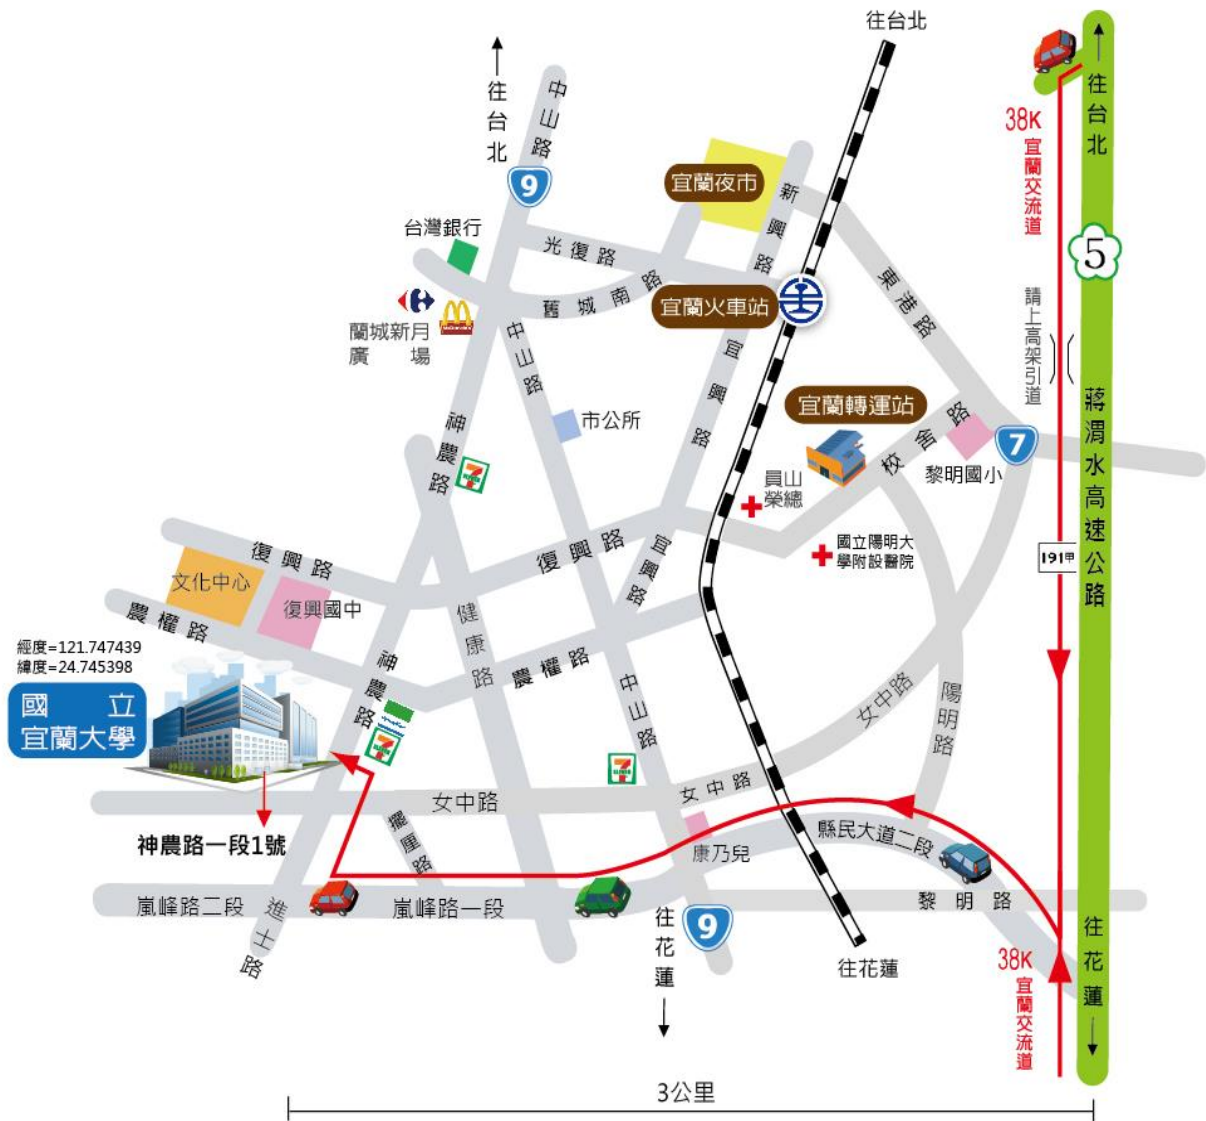 往台北
往台北
中山路
9
38K
宜蘭交流道
往台北
宜蘭夜市
新興路
台灣銀行
光復路
舊城南路
宜蘭火車站
東港路
5
請上高架引道
蘭城新月
廣場
中山路
宜興路
宜蘭轉運站
市公所
神農路
7
ELEVEN
員山
榮總
校舍路
黎明國小
7
蔣渭水高速公路
復興路
復興路
宜興路
國立陽明大
學附設醫院
191甲
文化中心
復興國中
健康路
農權路
農權路
經度=121.747439
緯度=24.745398
國立
宜蘭大學
神農路
7
ELEVEN
中山路
女中路
陽明路
7
ELEVEN
女中路
女中路
神農路一段1號
擺厘路
康乃兒
縣民大道二段
嵐峰路二段
進士路
嵐峰路一段
黎明路
往花蓮
9
往花蓮
38K
宜蘭交流道
往花蓮
3公里